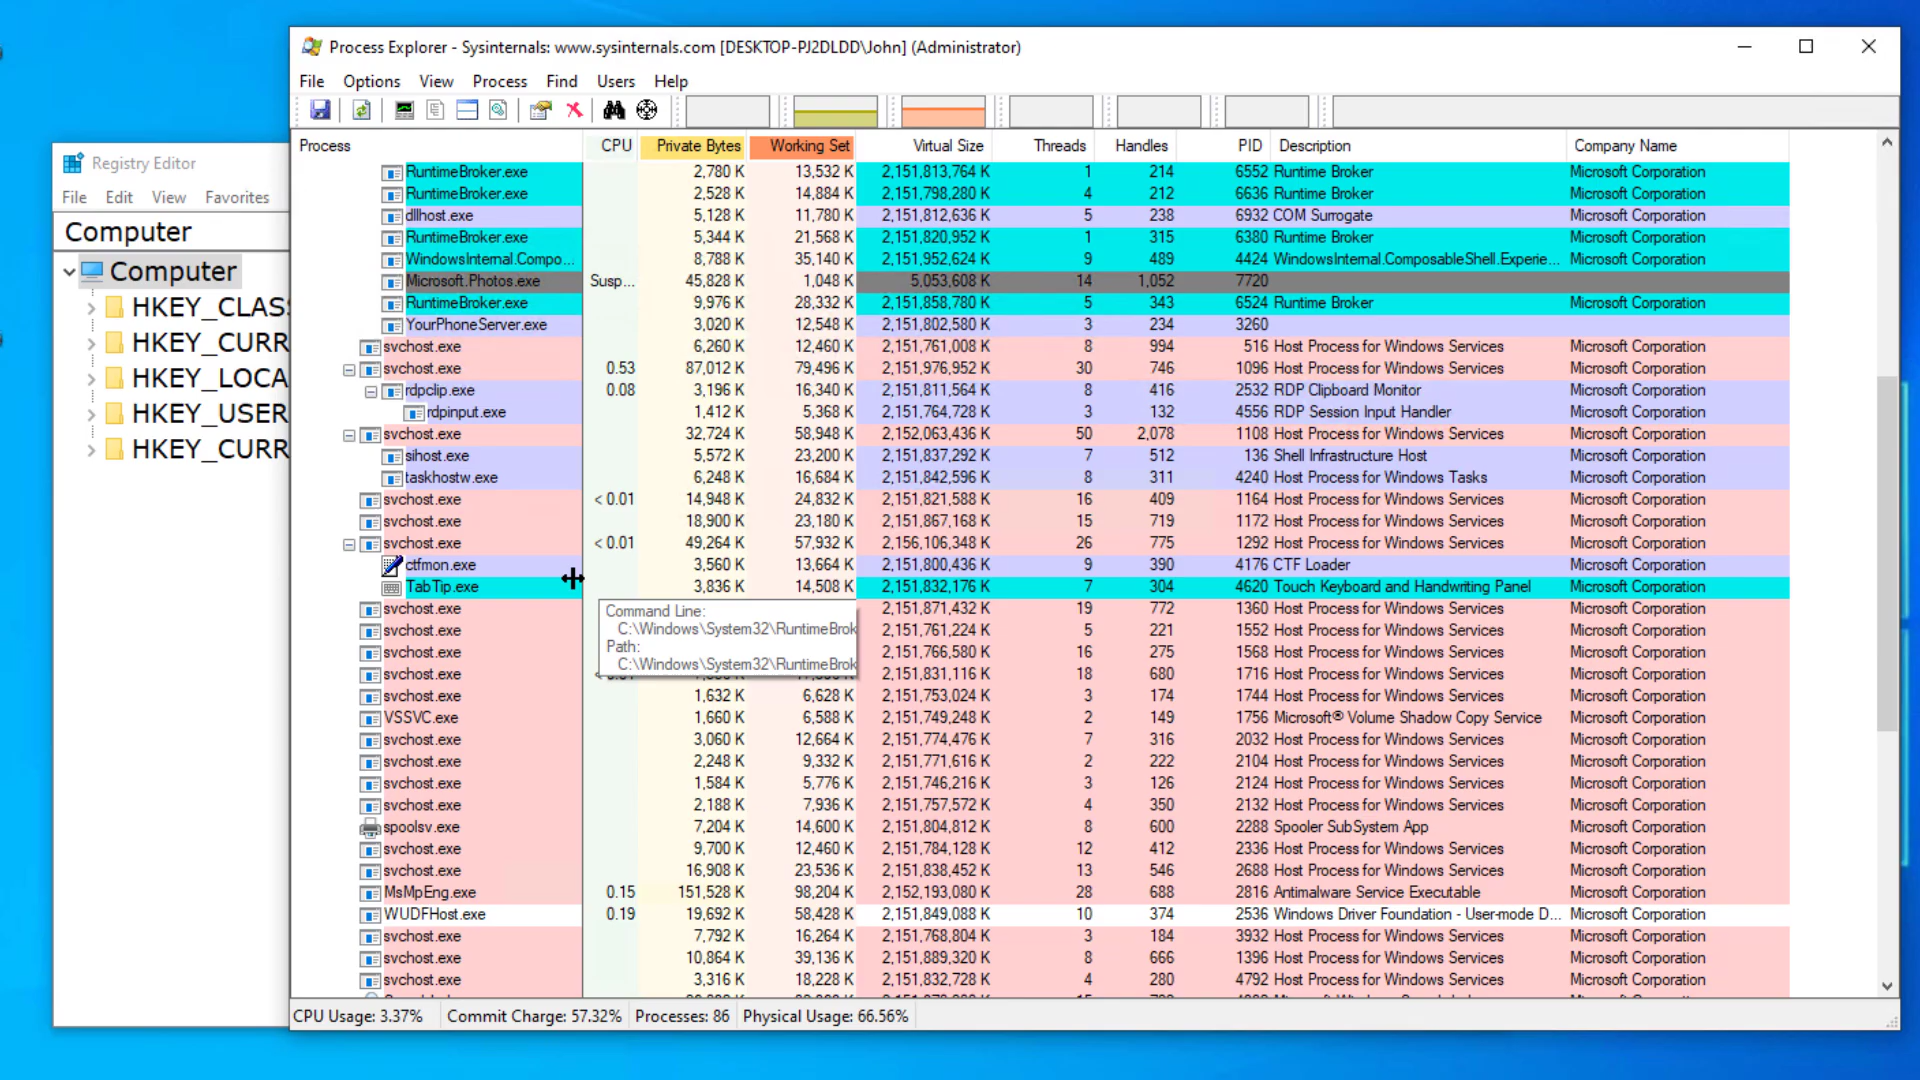 Process Explorer - Sysinternals: www.sysinternals.com [DESKTOP-PJ2DLDD\John] (Administrator)
File Options View Process Find Users Help
Registry Editor
File Edit View Favorites
Computer
Computer
HKEY_CLAS
HKEY_CURR
HKEY_LOCA
HKEY_USER
HKEY_CURR
Process CPU Private Bytes Working Set Virtual Size Threads Handles PID Description Company Name
RuntimeBroker.exe 2,780 K 13,532 K 2,151,813,764 K 1 214 6552 Runtime Broker Microsoft Corporation
RuntimeBroker.exe 2,528 K 14,884 K 2,151,798,280 K 4 212 6636 Runtime Broker Microsoft Corporation
dllhost.exe 5,128 K 11,780 K 2,151,812,636 K 5 238 6932 COM Surrogate Microsoft Corporation
RuntimeBroker.exe 5,344 K 21,568 K 2,151,820,952 K 1 315 6380 Runtime Broker Microsoft Corporation
WindowsInternal.Compo... 8,788 K 35,140 K 2,151,952,624 K 9 489 4424 WindowsInternal.ComposableShell.Experie... Microsoft Corporation
Microsoft.Photos.exe Susp... 45,828 K 1,048 K 5,053,608 K 14 1,052 7720
RuntimeBroker.exe 9,976 K 28,332 K 2,151,858,780 K 5 343 6524 Runtime Broker Microsoft Corporation
YourPhoneServer.exe 3,020 K 12,548 K 2,151,802,580 K 3 234 3260
svchost.exe 6,260 K 12,460 K 2,151,761,008 K 8 994 516 Host Process for Windows Services Microsoft Corporation
svchost.exe 0.53 87,012 K 79,496 K 2,151,976,952 K 30 746 1096 Host Process for Windows Services Microsoft Corporation
rdpclip.exe 0.08 3,196 K 16,340 K 2,151,811,564 K 8 416 2532 RDP Clipboard Monitor Microsoft Corporation
rdpinput.exe 1,412 K 5,368 K 2,151,764,728 K 3 132 4556 RDP Session Input Handler Microsoft Corporation
svchost.exe 32,724 K 58,948 K 2,152,063,436 K 50 2,078 1108 Host Process for Windows Services Microsoft Corporation
sihost.exe 5,572 K 23,200 K 2,151,837,292 K 7 512 136 Shell Infrastructure Host Microsoft Corporation
taskhostw.exe 6,248 K 16,684 K 2,151,842,596 K 8 311 4240 Host Process for Windows Tasks Microsoft Corporation
svchost.exe < 0.01 14,948 K 24,832 K 2,151,821,588 K 16 409 1164 Host Process for Windows Services Microsoft Corporation
svchost.exe 18,900 K 23,180 K 2,151,867,168 K 15 719 1172 Host Process for Windows Services Microsoft Corporation
svchost.exe < 0.01 49,264 K 57,932 K 2,156,106,348 K 26 775 1292 Host Process for Windows Services Microsoft Corporation
ctfmon.exe 3,560 K 13,664 K 2,151,800,436 K 9 390 4176 CTF Loader Microsoft Corporation
TabTip.exe 3,836 K 14,508 K 2,151,832,176 K 7 304 4620 Touch Keyboard and Handwriting Panel Microsoft Corporation
svchost.exe 2,151,871,432 K 19 772 1360 Host Process for Windows Services Microsoft Corporation
Command Line:
C:\Windows\System32\RuntimeBrok
Path:
C:\Windows\System32\RuntimeBrok
svchost.exe 2,151,761,224 K 5 221 1552 Host Process for Windows Services Microsoft Corporation
svchost.exe 2,151,766,580 K 16 275 1568 Host Process for Windows Services Microsoft Corporation
svchost.exe 2,151,831,116 K 18 680 1716 Host Process for Windows Services Microsoft Corporation
svchost.exe 1,632 K 6,628 K 2,151,753,024 K 3 174 1744 Host Process for Windows Services Microsoft Corporation
VSSVC.exe 1,660 K 6,588 K 2,151,749,248 K 2 149 1756 Microsoft® Volume Shadow Copy Service Microsoft Corporation
svchost.exe 3,060 K 12,664 K 2,151,774,476 K 7 316 2032 Host Process for Windows Services Microsoft Corporation
svchost.exe 2,248 K 9,332 K 2,151,771,616 K 2 222 2104 Host Process for Windows Services Microsoft Corporation
svchost.exe 1,584 K 5,776 K 2,151,746,216 K 3 126 2124 Host Process for Windows Services Microsoft Corporation
svchost.exe 2,188 K 7,936 K 2,151,757,572 K 4 350 2132 Host Process for Windows Services Microsoft Corporation
spoolsv.exe 7,204 K 14,600 K 2,151,804,812 K 8 600 2288 Spooler SubSystem App Microsoft Corporation
svchost.exe 9,700 K 12,460 K 2,151,784,128 K 12 412 2336 Host Process for Windows Services Microsoft Corporation
svchost.exe 16,908 K 23,536 K 2,151,838,452 K 13 546 2688 Host Process for Windows Services Microsoft Corporation
MsMpEng.exe 0.15 151,528 K 98,204 K 2,152,193,080 K 28 688 2816 Antimalware Service Executable Microsoft Corporation
WUDFHost.exe 0.19 19,692 K 58,428 K 2,151,849,088 K 10 374 2536 Windows Driver Foundation - User-mode D... Microsoft Corporation
svchost.exe 7,792 K 16,264 K 2,151,768,804 K 3 184 3932 Host Process for Windows Services Microsoft Corporation
svchost.exe 10,864 K 39,136 K 2,151,889,320 K 8 666 1396 Host Process for Windows Services Microsoft Corporation
svchost.exe 3,316 K 18,228 K 2,151,832,728 K 4 280 4792 Host Process for Windows Services Microsoft Corporation
CPU Usage: 3.37% Commit Charge: 57.32% Processes: 86 Physical Usage: 66.56%